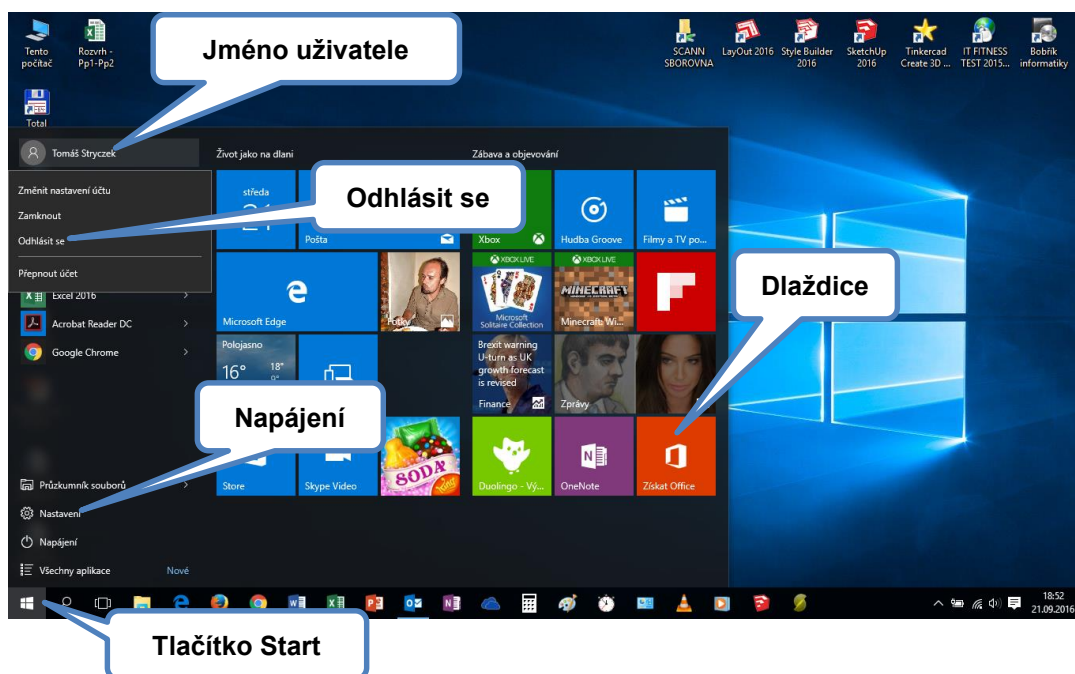 Tento
počítač
Rozvrh -
Pp1-Pp2
Jméno uživatele
SCANN
SBOROVNA
LayOut 2016
Style Builder
2016
SketchUp
2016
Tinkercad
Create 3D ...
IT FITNESS
TEST 2015...
Bobřík
informatiky
Total
Tomáš Stryczek
Život jako na dlani
Zábava a objevování
Změnit nastavení účtu
Zamknout
Odhlásit se
Přepnout účet
Odhlásit se
středa
21
Pošta
Xbox
Hudba Groove
Filmy a TV po...
Excel 2016
Acrobat Reader DC
Google Chrome
Microsoft Edge
Fotky
XBOX LIVE
Microsoft
Solitaire Collection
XBOX LIVE
MINECRAFT
Minecraft: Wi...
Dlaždice
Polojasno
16°
18°
9°
Brexit warning
U-turn as UK
growth forecast
is revised
Finance
Zprávy
Napájení
Store
Skype Video
SODA
Duolingo - Vý...
OneNote
Získat Office
Průzkumník souborů
Nastavení
Napájení
Všechny aplikace
Nové
18:52
21.09.2016
Tlačítko Start